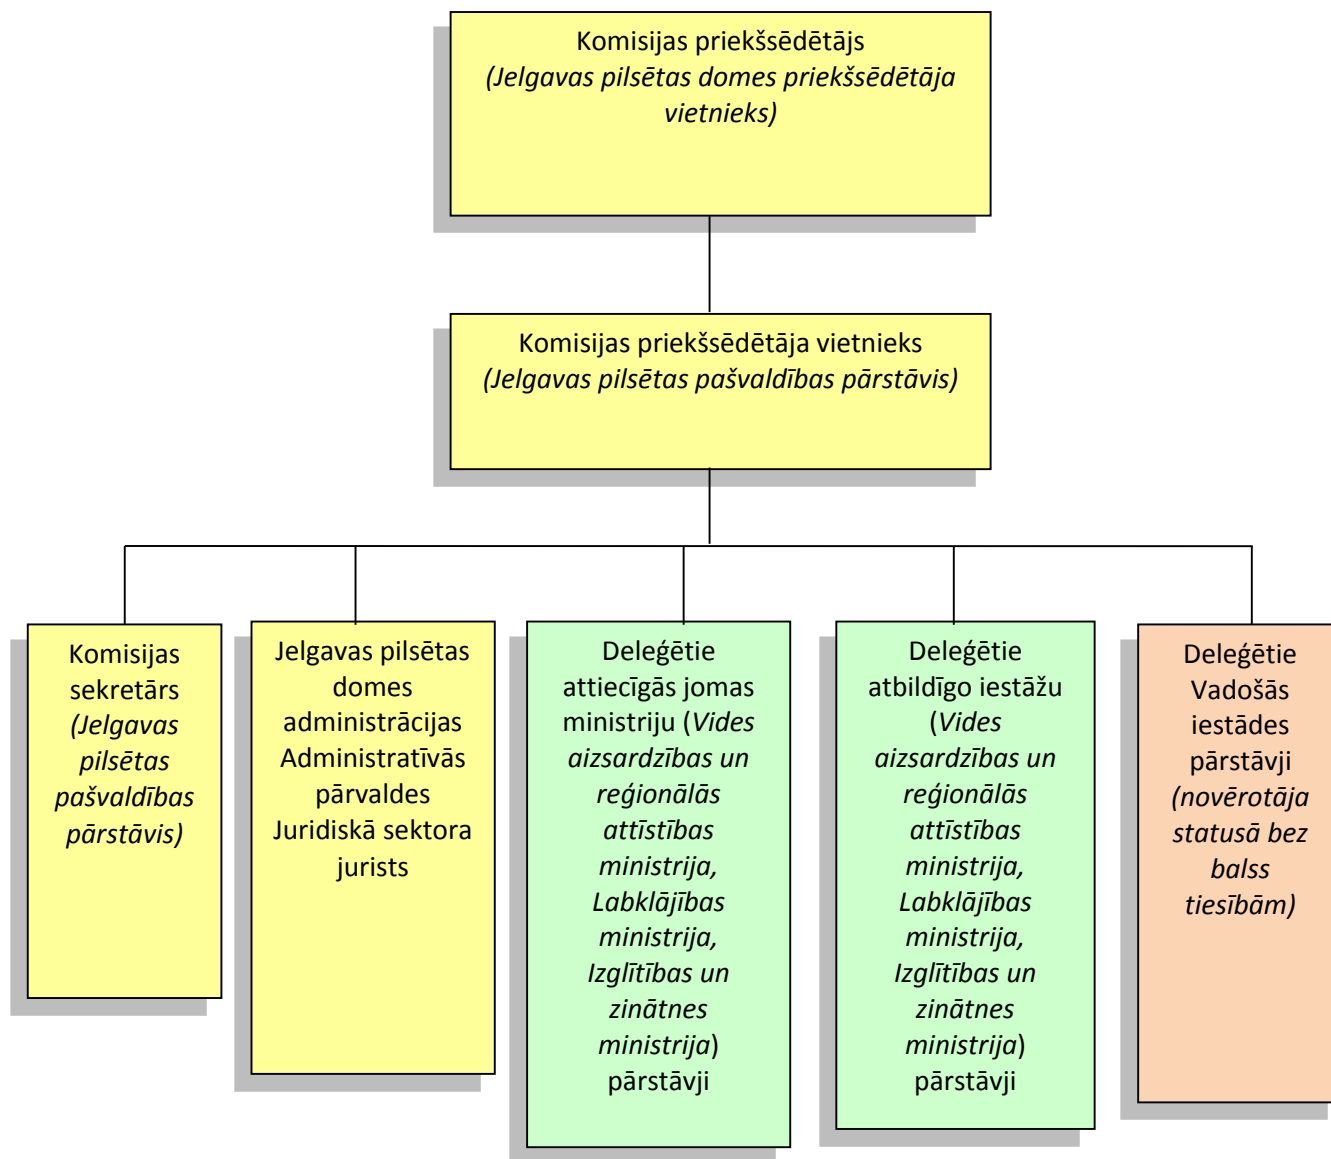 Komisijas priekšsēdētājs
(Jelgavas pilsētas domes priekšsēdētāja
vietnieks)
Komisijas priekšsēdētāja vietnieks
(Jelgavas pilsētas pašvaldības pārstāvis)
Komisijas
sekretārs
(Jelgavas
pilsētas
pašvaldības
pārstāvis)
Jelgavas pilsētas
domes
administrācijas
Administratīvās
pārvaldes
Juridiskā sektora
jurists
Deleģētie
attiecīgās jomas
ministriju (Vides
aizsardzības un
reģionālās
attīstības
ministrija,
Labklājības
ministrija,
Izglītības un
zinātnes
ministrija)
pārstāvji
Deleģētie
atbildīgo iestāžu
(Vides
aizsardzības un
reģionālās
attīstības
ministrija,
Labklājības
ministrija,
Izglītības un
zinātnes
ministrija)
pārstāvji
Deleģētie
Vadošās
iestādes
pārstāvji
(novērotāja
statusā bez
balss
tiesībām)